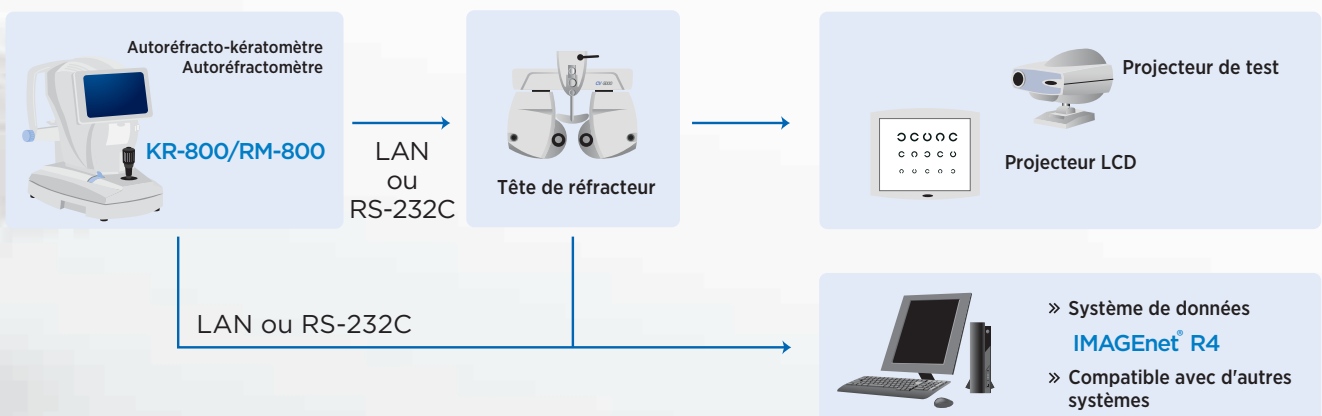 Autoréfracto-kératomètre
Autoréfractomètre
KR-800/RM-800
LAN
ou
RS-232C
Tête de réfracteur
Projecteur de test
Projecteur LCD
LAN ou RS-232C
» Système de données
IMAGEnet® R4
» Compatible avec d'autres
systèmes